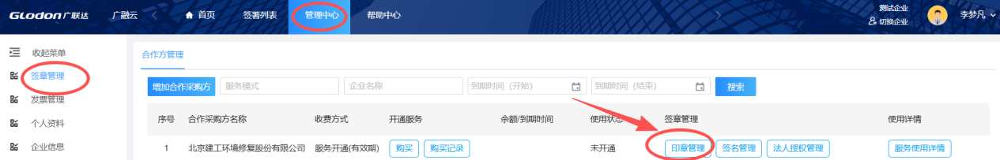 GLodon广联达 广融云 首页 签署列表 管理中心 帮助中心 测试企业 切换企业 李梦凡
收起菜单
签章管理
发票管理
个人资料
企业信息
合作方管理
增加合作采购方 服务模式 企业名称 到期时间（开始） 到期时间（结束） 搜索
序号 合作采购方名称 收费方式 开通服务 余额/到期时间 使用状态 签章管理 使用详情
1 北京建工环境修复股份有限公司 服务开通(有效期) 购买 购买记录 未开通 印章管理 签名管理 法人授权管理 服务使用详情